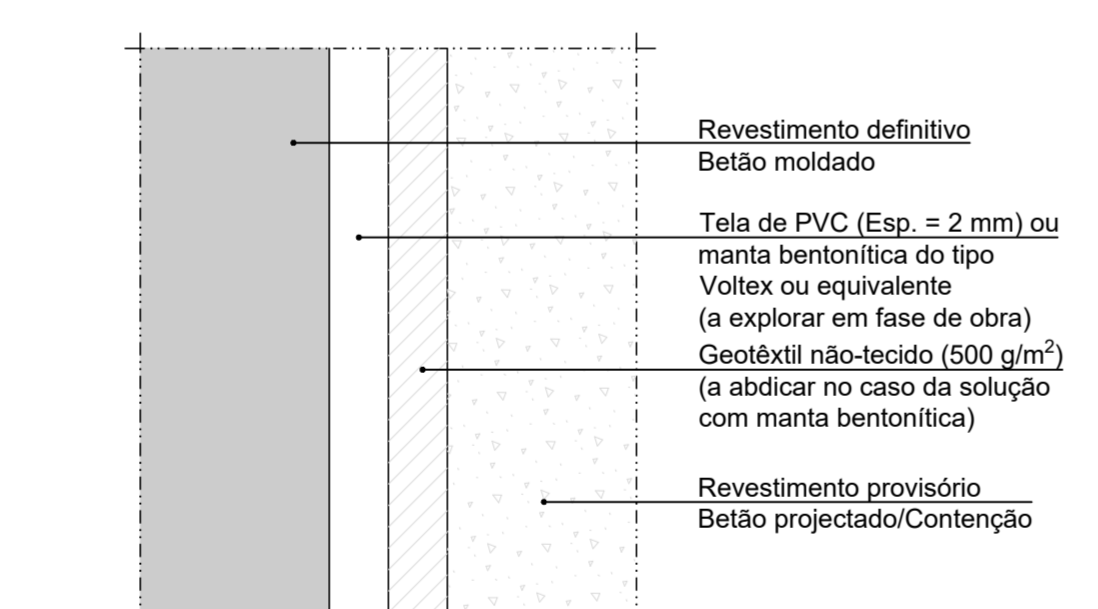 Revestimento definitivo
Betão moldado
Tela de PVC (Esp. = 2 mm) ou
manta bentonítica do tipo
Voltex ou equivalente
(a explorar em fase de obra)
Geotêxtil não-tecido (500 g/m²)
(a abdicar no caso da solução
com manta bentonítica)
Revestimento provisório
Betão projectado/Contenção